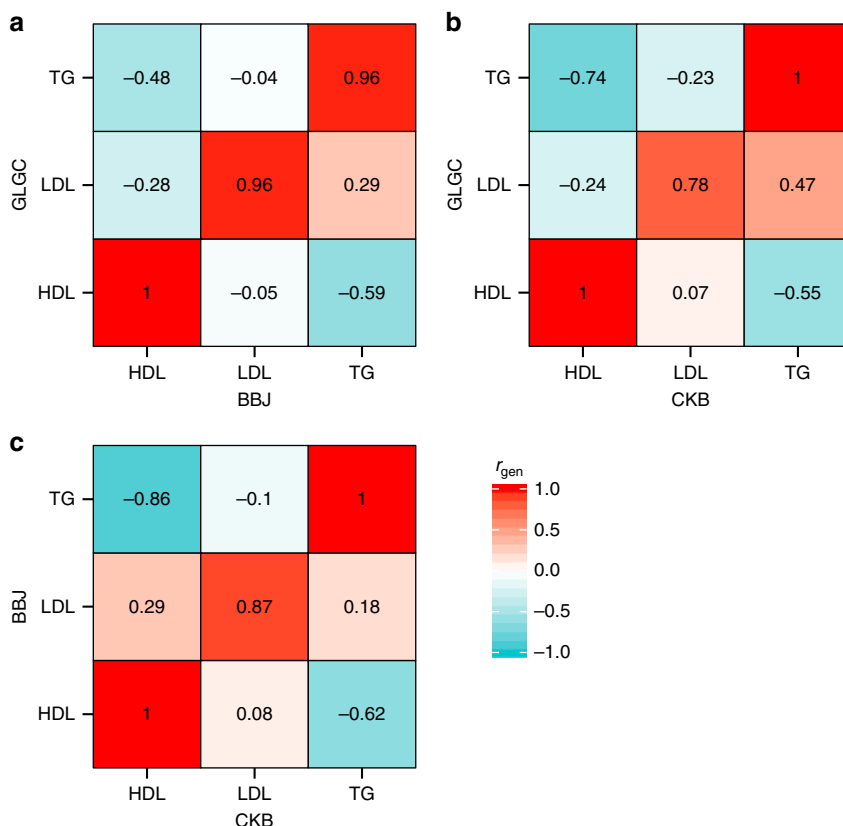 a
TG
−0.48
−0.04
0.96
LDL
−0.28
0.96
0.29
HDL
1
−0.05
−0.59
GLGC
HDL
LDL
TG
BBJ
b
TG
−0.74
−0.23
1
LDL
−0.24
0.78
0.47
HDL
1
0.07
−0.55
GLGC
HDL
LDL
TG
CKB
c
TG
−0.86
−0.1
1
LDL
0.29
0.87
0.18
HDL
1
0.08
−0.62
BBJ
HDL
LDL
TG
CKB
rgen
1.0
0.5
0.0
−0.5
−1.0